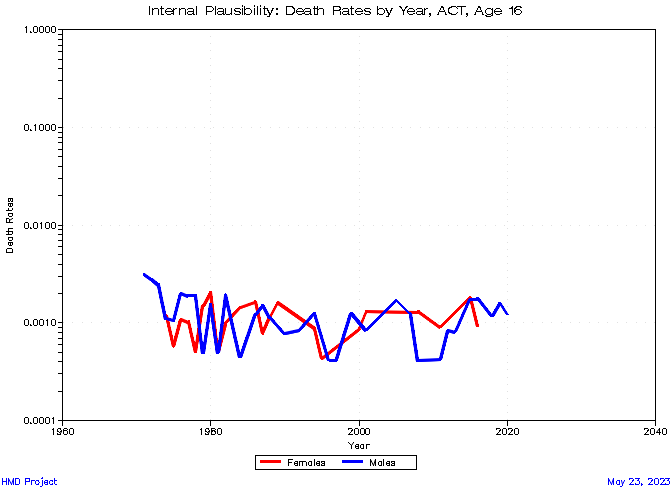 Internal Plausibility: Death Rates by Year, ACT, Age 16
1.0000
0.1000
0.0100
0.0010
0.0001
Death Rates
1960 1980 2000 2020 2040
Year
Females Males
HMD Project May 23, 2023